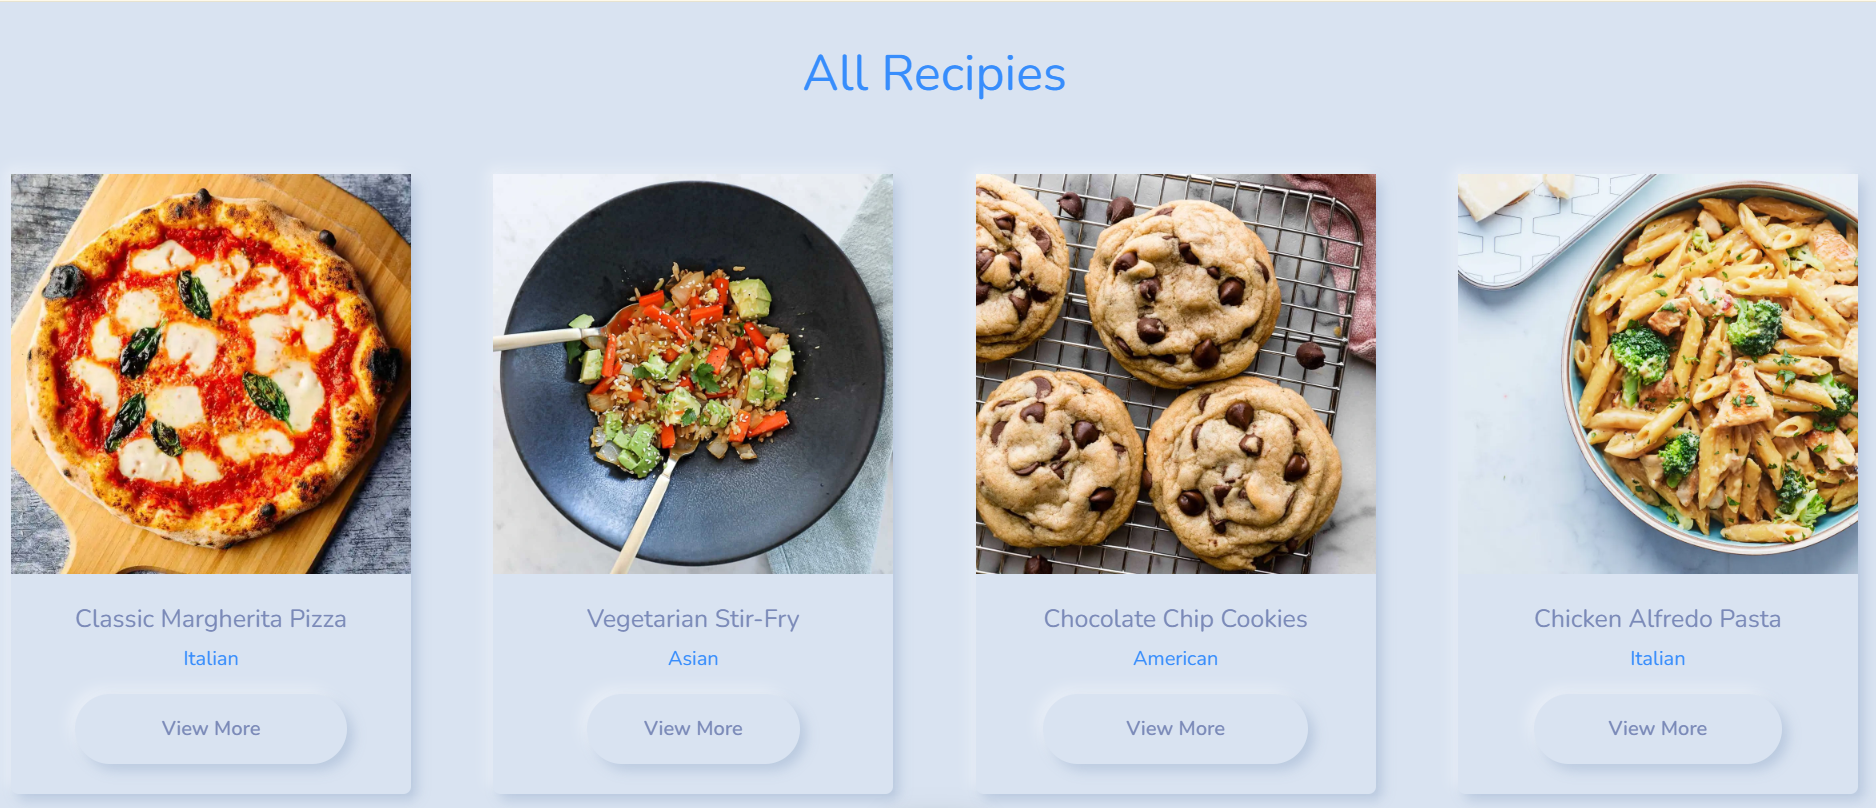 All Recipies
Classic Margherita Pizza
Italian
View More
Vegetarian Stir-Fry
Asian
View More
Chocolate Chip Cookies
American
View More
Chicken Alfredo Pasta
Italian
View More